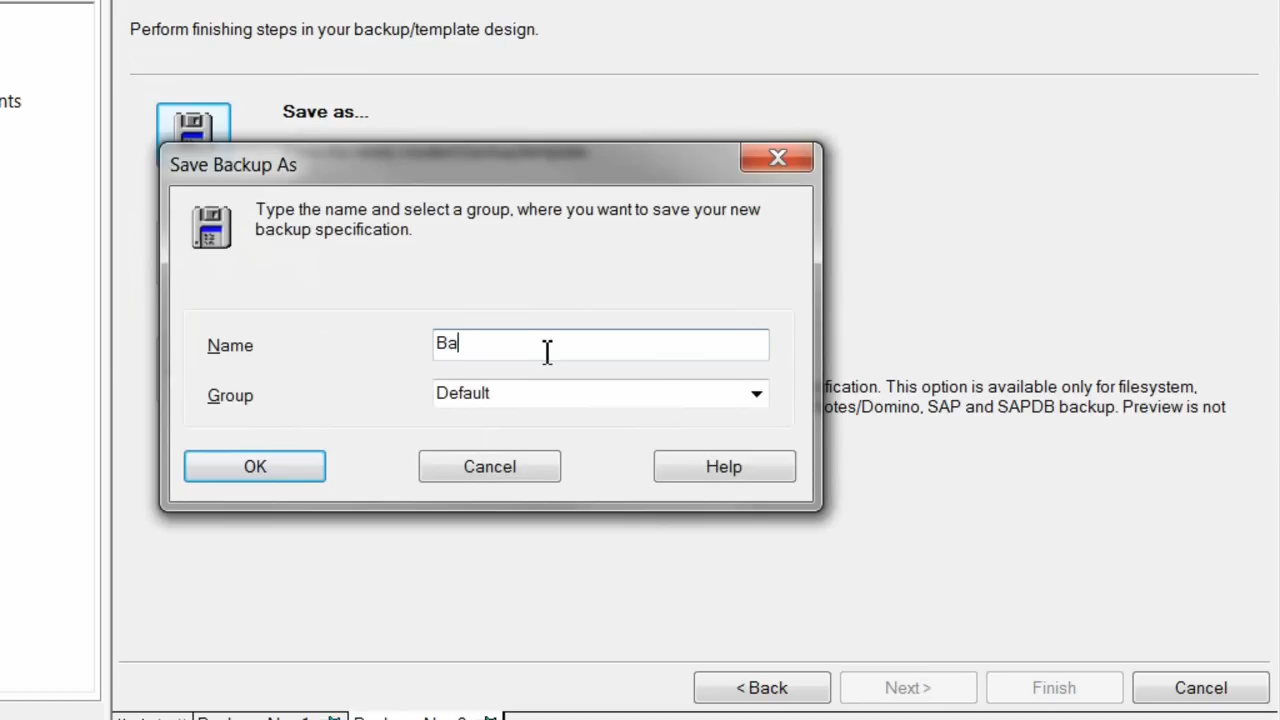 Perform finishing steps in your backup/template design.
nts
Save as...
Save Backup As
Type the name and select a group, where you want to save your new
backup specification.
Name
Ba
Group
Default
fication. This option is available only for filesystem,
otes/Domino, SAP and SAPDB backup. Preview is not
OK
Cancel
Help
< Back
Next >
Finish
Cancel